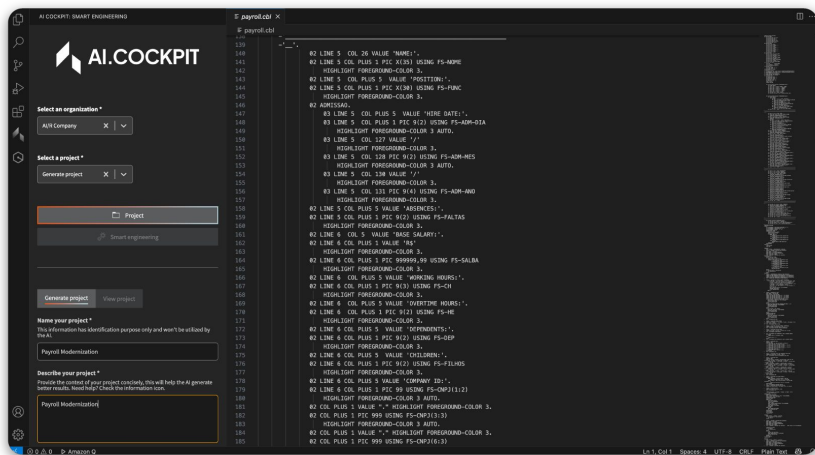 AI COCKPIT: SMART ENGINEERING
AI.COCKPIT
Select an organization *
AI/R Company
Select a project *
Generate project
Project
Smart engineering
Generate project
View project
Name your project *
This information has identification purpose only and won't be utilized by
the AI.
Payroll Modernization
Describe your project *
Provide the context of your project concisely, this will help the AI generate
better results. Need help? Check the information icon.
Payroll Modernization
payroll.cbl
payroll.cbl
139 -'__'.
140 02 LINE 5 COL 26 VALUE 'NAME:'.
141 02 LINE 5 COL PLUS 1 PIC X(35) USING FS-NOME
142 HIGHLIGHT FOREGROUND-COLOR 3.
143 02 LINE 5 COL PLUS 5 VALUE 'POSITION:'.
144 02 LINE 5 COL PLUS 1 PIC X(30) USING FS-FUNC
145 HIGHLIGHT FOREGROUND-COLOR 3.
146 02 ADMISSAO.
147 03 LINE 5 COL PLUS 5 VALUE 'HIRE DATE:'.
148 03 LINE 5 COL PLUS 1 PIC 9(2) USING FS-ADM-DIA
149 HIGHLIGHT FOREGROUND-COLOR 3 AUTO.
150 03 LINE 5 COL 127 VALUE '/'
151 HIGHLIGHT FOREGROUND-COLOR 3.
152 03 LINE 5 COL 128 PIC 9(2) USING FS-ADM-MES
153 HIGHLIGHT FOREGROUND-COLOR 3 AUTO.
154 03 LINE 5 COL 130 VALUE '/'
155 HIGHLIGHT FOREGROUND-COLOR 3.
156 03 LINE 5 COL 131 PIC 9(4) USING FS-ADM-ANO
157 HIGHLIGHT FOREGROUND-COLOR 3.
158 02 LINE 5 COL PLUS 5 VALUE 'ABSENCES:'.
159 02 LINE 5 COL PLUS 1 PIC 9(2) USING FS-FALTAS
160 HIGHLIGHT FOREGROUND-COLOR 3.
161 02 LINE 6 COL 5 VALUE 'BASE SALARY:'.
162 02 LINE 6 COL PLUS 1 VALUE 'R$'
163 HIGHLIGHT FOREGROUND-COLOR 3.
164 02 LINE 6 COL PLUS 1 PIC 999999,99 USING FS-SALBA
165 HIGHLIGHT FOREGROUND-COLOR 3.
166 02 LINE 6 COL PLUS 5 VALUE 'WORKING HOURS:'.
167 02 LINE 6 COL PLUS 1 PIC 9(3) USING FS-CH
168 HIGHLIGHT FOREGROUND-COLOR 3.
169 02 LINE 6 COL PLUS 5 VALUE 'OVERTIME HOURS:'.
170 02 LINE 6 COL PLUS 1 PIC 9(2) USING FS-HE
171 HIGHLIGHT FOREGROUND-COLOR 3.
172 02 LINE 6 COL PLUS 5 VALUE 'DEPENDENTS:'.
173 02 LINE 6 COL PLUS 1 PIC 9(2) USING FS-DEP
174 HIGHLIGHT FOREGROUND-COLOR 3.
175 02 LINE 6 COL PLUS 5 VALUE 'CHILDREN:'.
176 02 LINE 6 COL PLUS 1 PIC 9(2) USING FS-FILHOS
177 HIGHLIGHT FOREGROUND-COLOR 3.
178 02 LINE 6 COL PLUS 5 VALUE 'COMPANY ID:'.
179 02 LINE 6 COL PLUS 1 PIC 99 USING FS-CNPJ(1:2)
180 HIGHLIGHT FOREGROUND-COLOR 3 AUTO.
181 02 COL PLUS 1 VALUE "." HIGHLIGHT FOREGROUND-COLOR 3.
182 02 COL PLUS 1 PIC 999 USING FS-CNPJ(3:3)
183 HIGHLIGHT FOREGROUND-COLOR 3 AUTO.
184 02 COL PLUS 1 VALUE "." HIGHLIGHT FOREGROUND-COLOR 3.
185 02 COL PLUS 1 PIC 999 USING FS-CNPJ(6:3)
0 0 Amazon Q
Ln 1, Col 1 Spaces: 4 UTF-8 CRLF Plain Text